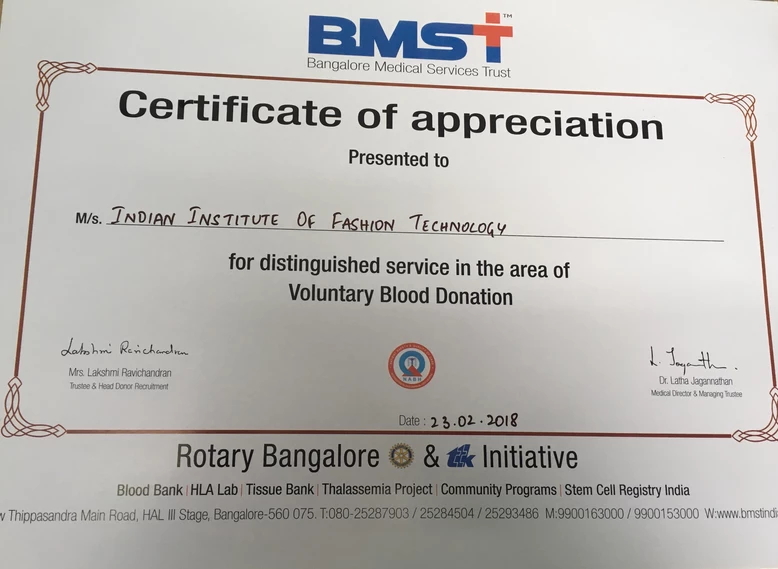 BMST™
Bangalore Medical Services Trust
Certificate of appreciation
Presented to
M/s. INDIAN INSTITUTE OF FASHION TECHNOLOGY
for distinguished service in the area of
Voluntary Blood Donation
Lakshmi Ravichandran
Mrs. Lakshmi Ravichandran
Trustee & Head Donor Recruitment
NABH
L. Jaganth.
Dr. Latha Jagannathan
Medical Director & Managing Trustee
Date : 23.02.2018
Rotary Bangalore & Initiative
Blood Bank | HLA Lab | Tissue Bank | Thalassemia Project | Community Programs | Stem Cell Registry India
w Thippasandra Main Road, HAL III Stage, Bangalore-560 075. T:080-25287903 / 25284504 / 25293486 M:9900163000 / 9900153000 W:www.bmstindi